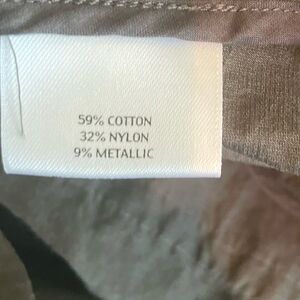 59% COTTON
32% NYLON
9% METALLIC